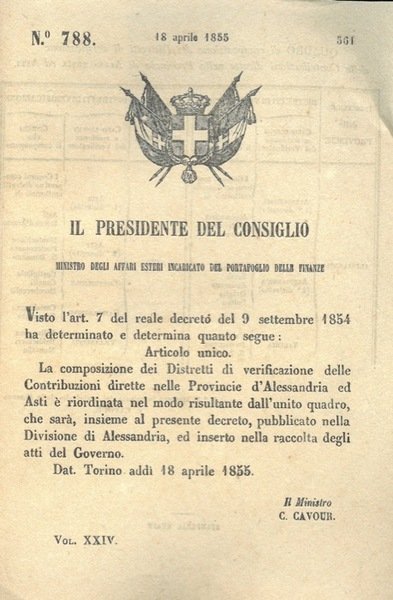 N.º 788.
18 aprile 1855
561
IL PRESIDENTE DEL CONSIGLIO
MINISTRO DEGLI AFFARI ESTERI INCARICATO DEL PORTAFOGLIO DELLE FINANZE
Visto l'art. 7 del reale decreto del 9 settembre 1854
ha determinato e determina quanto segue:
Articolo unico.
La composizione dei Distretti di verificazione delle
Contribuzioni dirette nelle Provincie d'Alessandria ed
Asti è riordinata nel modo risultante dall'unito quadro,
che sarà, insieme al presente decreto, pubblicato nella
Divisione di Alessandria, ed inserto nella raccolta degli
atti del Governo.
Dat. Torino addì 18 aprile 1855.
Il Ministro
C. CAVOUR.
VOL. XXIV.